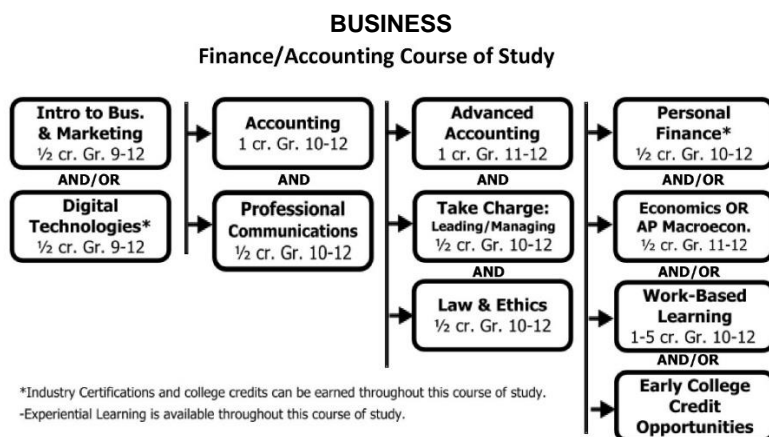 BUSINESS
Finance/Accounting Course of Study
Intro to Bus.
& Marketing
½ cr. Gr. 9-12
AND/OR
Digital
Technologies*
½ cr. Gr. 9-12
Accounting
1 cr. Gr. 10-12
AND
Professional
Communications
½ cr. Gr. 10-12
Advanced
Accounting
1 cr. Gr. 11-12
AND
Take Charge:
Leading/Managing
½ cr. Gr. 10-12
AND
Law & Ethics
½ cr. Gr. 10-12
Personal
Finance*
½ cr. Gr. 10-12
AND/OR
Economics OR
AP Macroecon.
½ cr. Gr. 11-12
AND/OR
Work-Based
Learning
1-5 cr. Gr. 10-12
AND/OR
Early College
Credit
Opportunities
*Industry Certifications and college credits can be earned throughout this course of study.
-Experiential Learning is available throughout this course of study.